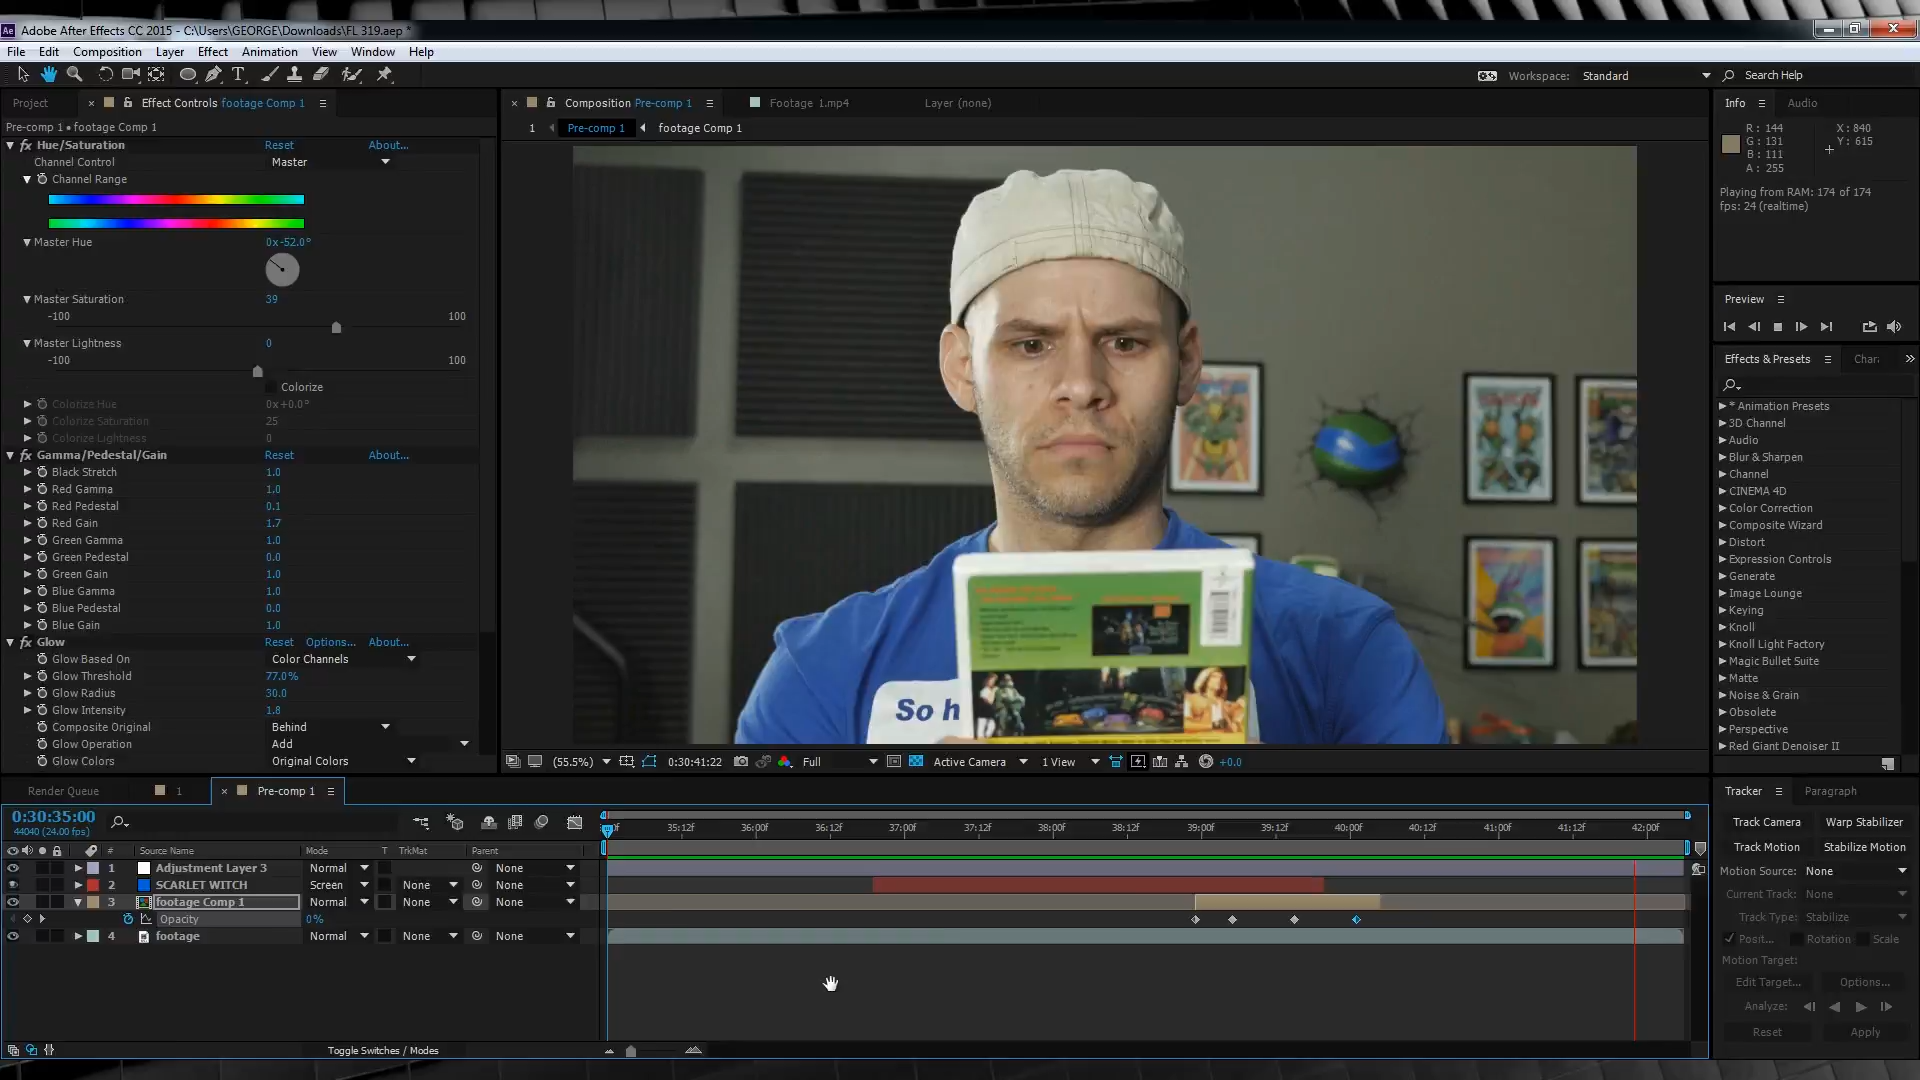 Adobe After Effects CC 2015 - C:\Users\GEORGE\Downloads\FL 319.aep *
File Edit Composition Layer Effect Animation View Window Help
Workspace: Standard Search Help
Project Effect Controls footage Comp 1
Pre-comp 1 • footage Comp 1
Hue/Saturation Reset About...
Channel Control Master
Channel Range
Master Hue 0x-52.0°
Master Saturation 39
-100 100
Master Lightness 0
-100 100
Colorize
Colorize Hue 0x+0.0°
Colorize Saturation 25
Colorize Lightness 0
Gamma/Pedestal/Gain Reset About...
Black Stretch 1.0
Red Gamma 1.0
Red Pedestal 0.1
Red Gain 1.7
Green Gamma 1.0
Green Pedestal 0.0
Green Gain 1.0
Blue Gamma 1.0
Blue Pedestal 0.0
Blue Gain 1.0
Glow Reset Options... About...
Glow Based On Color Channels
Glow Threshold 77.0%
Glow Radius 30.0
Glow Intensity 1.8
Composite Original Behind
Glow Operation Add
Glow Colors Original Colors
Composition Pre-comp 1 Footage 1.mp4 Layer (none)
1 Pre-comp 1 footage Comp 1
So h
(55.5%) 0:30:41:22 Full Active Camera 1 View +0.0
Info Audio
R : 144 X : 840
G : 131 Y : 615
B : 111
A : 255
Playing from RAM: 174 of 174
fps: 24 (realtime)
Preview
Effects & Presets Char
* Animation Presets
3D Channel
Audio
Blur & Sharpen
Channel
CINEMA 4D
Color Correction
Composite Wizard
Distort
Expression Controls
Generate
Image Lounge
Keying
Knoll
Knoll Light Factory
Magic Bullet Suite
Matte
Noise & Grain
Obsolete
Perspective
Red Giant Denoiser II
Render Queue 1 Pre-comp 1
0:30:35:00
44040 (24.00 fps)
# Source Name Mode T TrkMat Parent
1 Adjustment Layer 3 Normal None
2 SCARLET WITCH Screen None None
3 footage Comp 1 Normal None None
Opacity 0%
4 footage Normal None None
35:12f 36:00f 36:12f 37:00f 37:12f 38:00f 38:12f 39:00f 39:12f 40:00f 40:12f 41:00f 41:12f 42:00f
Toggle Switches / Modes
Tracker Paragraph
Track Camera Warp Stabilizer
Track Motion Stabilize Motion
Motion Source: None
Current Track: None
Track Type: Stabilize
Posit... Rotation Scale
Motion Target:
Edit Target... Options...
Analyze:
Reset Apply